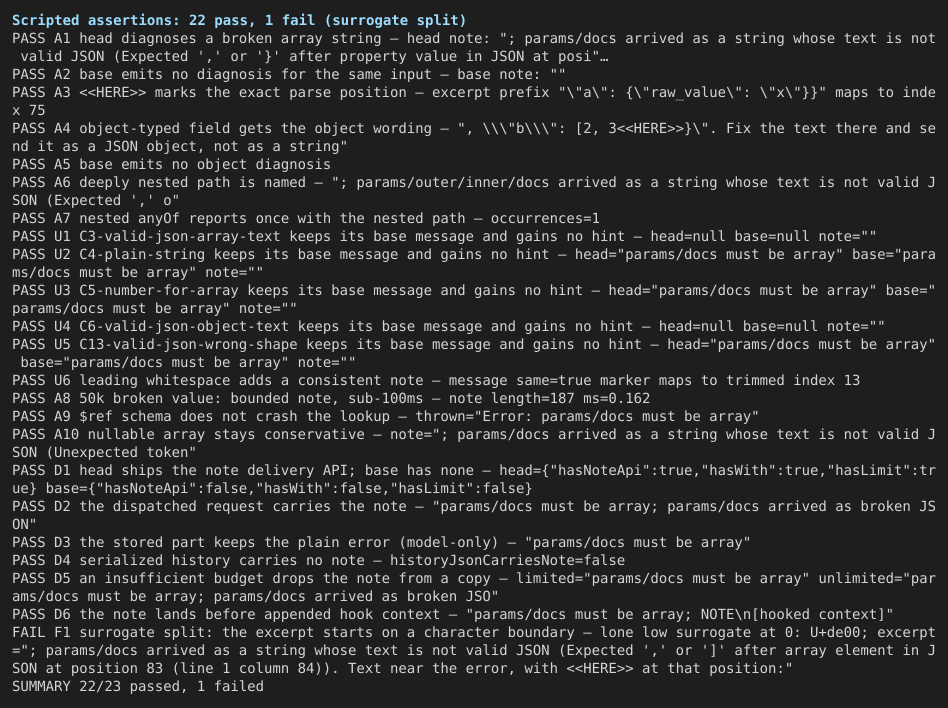 Scripted assertions: 22 pass, 1 fail (surrogate split)
PASS A1 head diagnoses a broken array string — head note: "; params/docs arrived as a string whose text is not
 valid JSON (Expected ',' or '}' after property value in JSON at posi"…
PASS A2 base emits no diagnosis for the same input — base note: ""
PASS A3 <<HERE>> marks the exact parse position — excerpt prefix "\"a\": {\"raw_value\": \"x\"}}" maps to inde
x 75
PASS A4 object-typed field gets the object wording — ", \\\"b\\\": [2, 3<<HERE>>}\". Fix the text there and se
nd it as a JSON object, not as a string"
PASS A5 base emits no object diagnosis
PASS A6 deeply nested path is named — "; params/outer/inner/docs arrived as a string whose text is not valid J
SON (Expected ',' o"
PASS A7 nested anyOf reports once with the nested path — occurrences=1
PASS U1 C3-valid-json-array-text keeps its base message and gains no hint — head=null base=null note=""
PASS U2 C4-plain-string keeps its base message and gains no hint — head="params/docs must be array" base="para
ms/docs must be array" note=""
PASS U3 C5-number-for-array keeps its base message and gains no hint — head="params/docs must be array" base="
params/docs must be array" note=""
PASS U4 C6-valid-json-object-text keeps its base message and gains no hint — head=null base=null note=""
PASS U5 C13-valid-json-wrong-shape keeps its base message and gains no hint — head="params/docs must be array"
 base="params/docs must be array" note=""
PASS U6 leading whitespace adds a consistent note — message same=true marker maps to trimmed index 13
PASS A8 50k broken value: bounded note, sub-100ms — note length=187 ms=0.162
PASS A9 $ref schema does not crash the lookup — thrown="Error: params/docs must be array"
PASS A10 nullable array stays conservative — note="; params/docs arrived as a string whose text is not valid J
SON (Unexpected token"
PASS D1 head ships the note delivery API; base has none — head={"hasNoteApi":true,"hasWith":true,"hasLimit":tr
ue} base={"hasNoteApi":false,"hasWith":false,"hasLimit":false}
PASS D2 the dispatched request carries the note — "params/docs must be array; params/docs arrived as broken JS
ON"
PASS D3 the stored part keeps the plain error (model-only) — "params/docs must be array"
PASS D4 serialized history carries no note — historyJsonCarriesNote=false
PASS D5 an insufficient budget drops the note from a copy — limited="params/docs must be array" unlimited="par
ams/docs must be array; params/docs arrived as broken JSO"
PASS D6 the note lands before appended hook context — "params/docs must be array; NOTE\n[hooked context]"
FAIL F1 surrogate split: the excerpt starts on a character boundary — lone low surrogate at 0: U+de00; excerpt
="; params/docs arrived as a string whose text is not valid JSON (Expected ',' or ']' after array element in J
SON at position 83 (line 1 column 84)). Text near the error, with <<HERE>> at that position:"
SUMMARY 22/23 passed, 1 failed